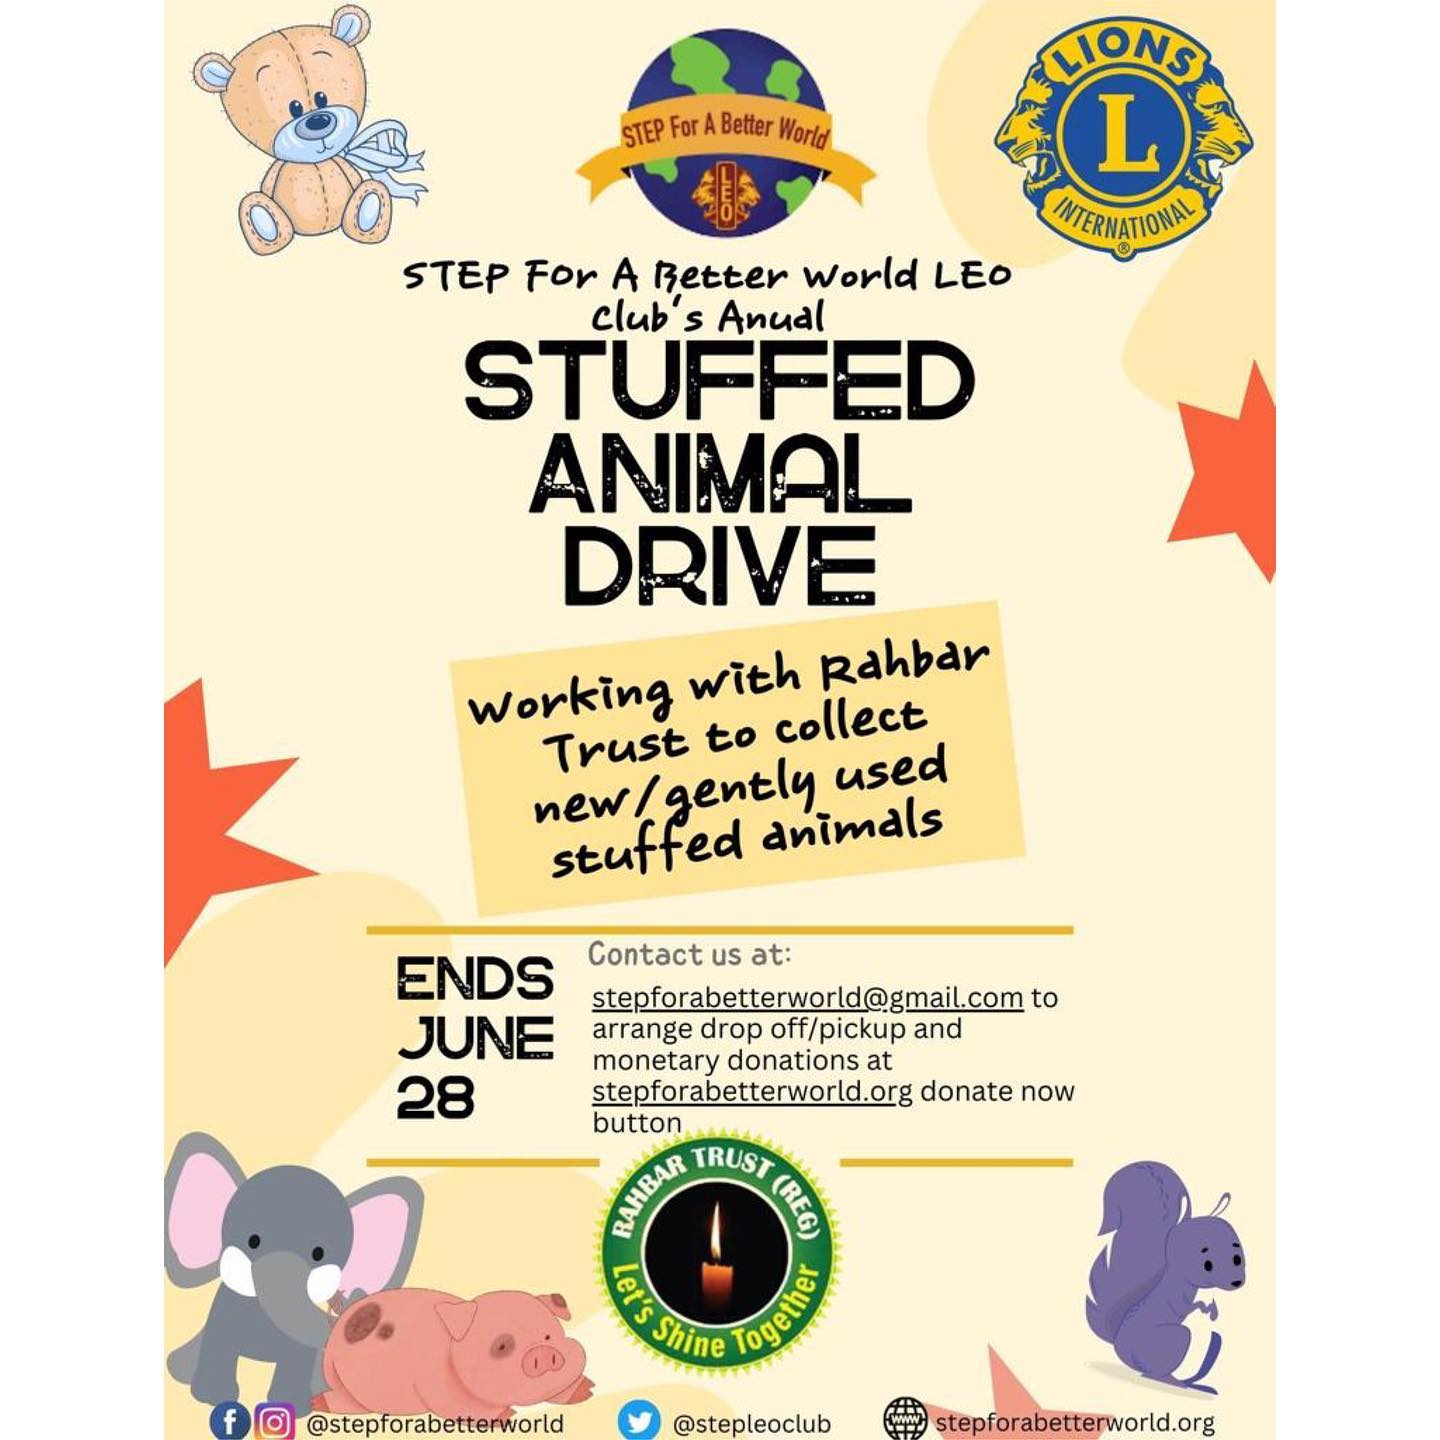 STEP For A Better World
LEO
LIONS
L
INTERNATIONAL
®
STEP For A Better World LEO
Club's Anual
STUFFED
ANIMAL
DRIVE
Working with Rahbar
Trust to collect
new/gently used
stuffed animals
ENDS
JUNE
28
Contact us at:
stepforabetterworld@gmail.com to
arrange drop off/pickup and
monetary donations at
stepforabetterworld.org donate now
button
RAHBAR TRUST (REG)
Let's Shine Together
f
@stepforabetterworld
@stepleoclub
www
stepforabetterworld.org